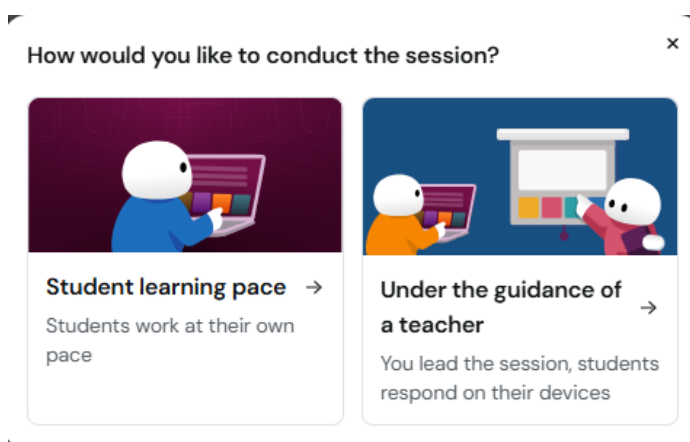 How would you like to conduct the session?
Student learning pace
Students work at their own
pace
Under the guidance of
a teacher
You lead the session, students
respond on their devices